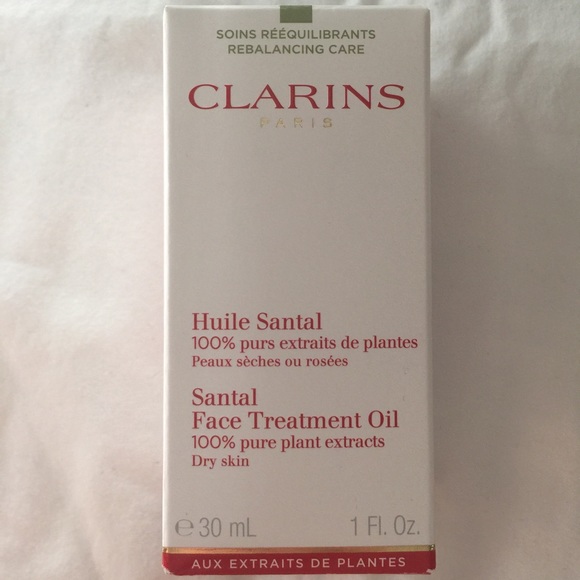 SOINS RÉÉQUILIBRANTS
REBALANCING CARE
CLARINS
PARIS
Huile Santal
100% purs extraits de plantes
Peaux sèches ou rosées
Santal
Face Treatment Oil
100% pure plant extracts
Dry skin
℮ 30 mL 1 Fl. Oz.
AUX EXTRAITS DE PLANTES